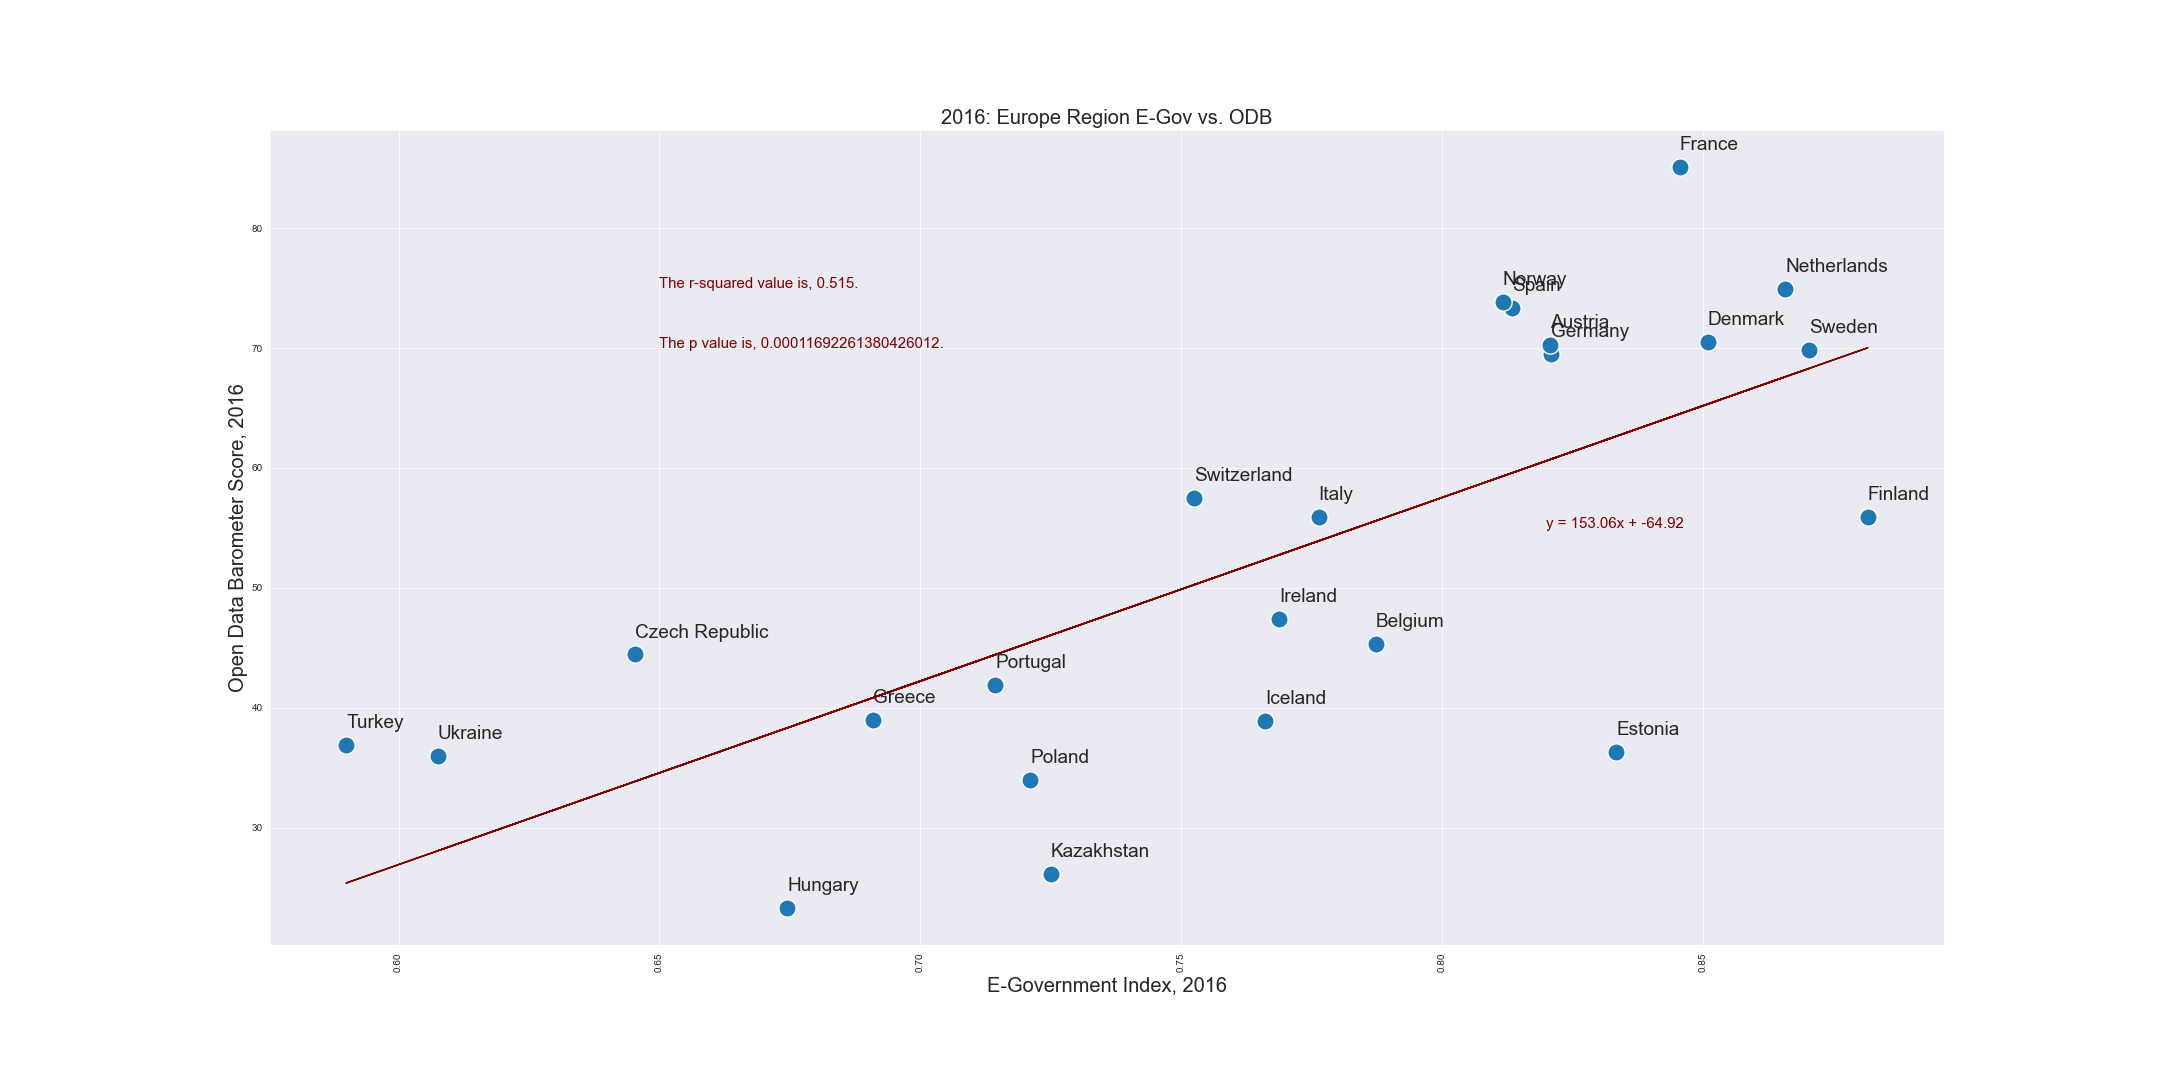 2016: Europe Region E-Gov vs. ODB
France
80
Netherlands
The r-squared value is, 0.515.
Norway
Spain
Austria
Germany
Denmark
Sweden
The p value is, 0.00011692261380426012.
70
Open Data Barometer Score, 2016
60
Switzerland
Italy
Finland
y = 153.06x + -64.92
50
Ireland
Belgium
Czech Republic
Portugal
Greece
Iceland
40
Turkey
Ukraine
Estonia
Poland
30
Kazakhstan
Hungary
0.60
0.65
0.70
0.75
0.80
0.85
E-Government Index, 2016